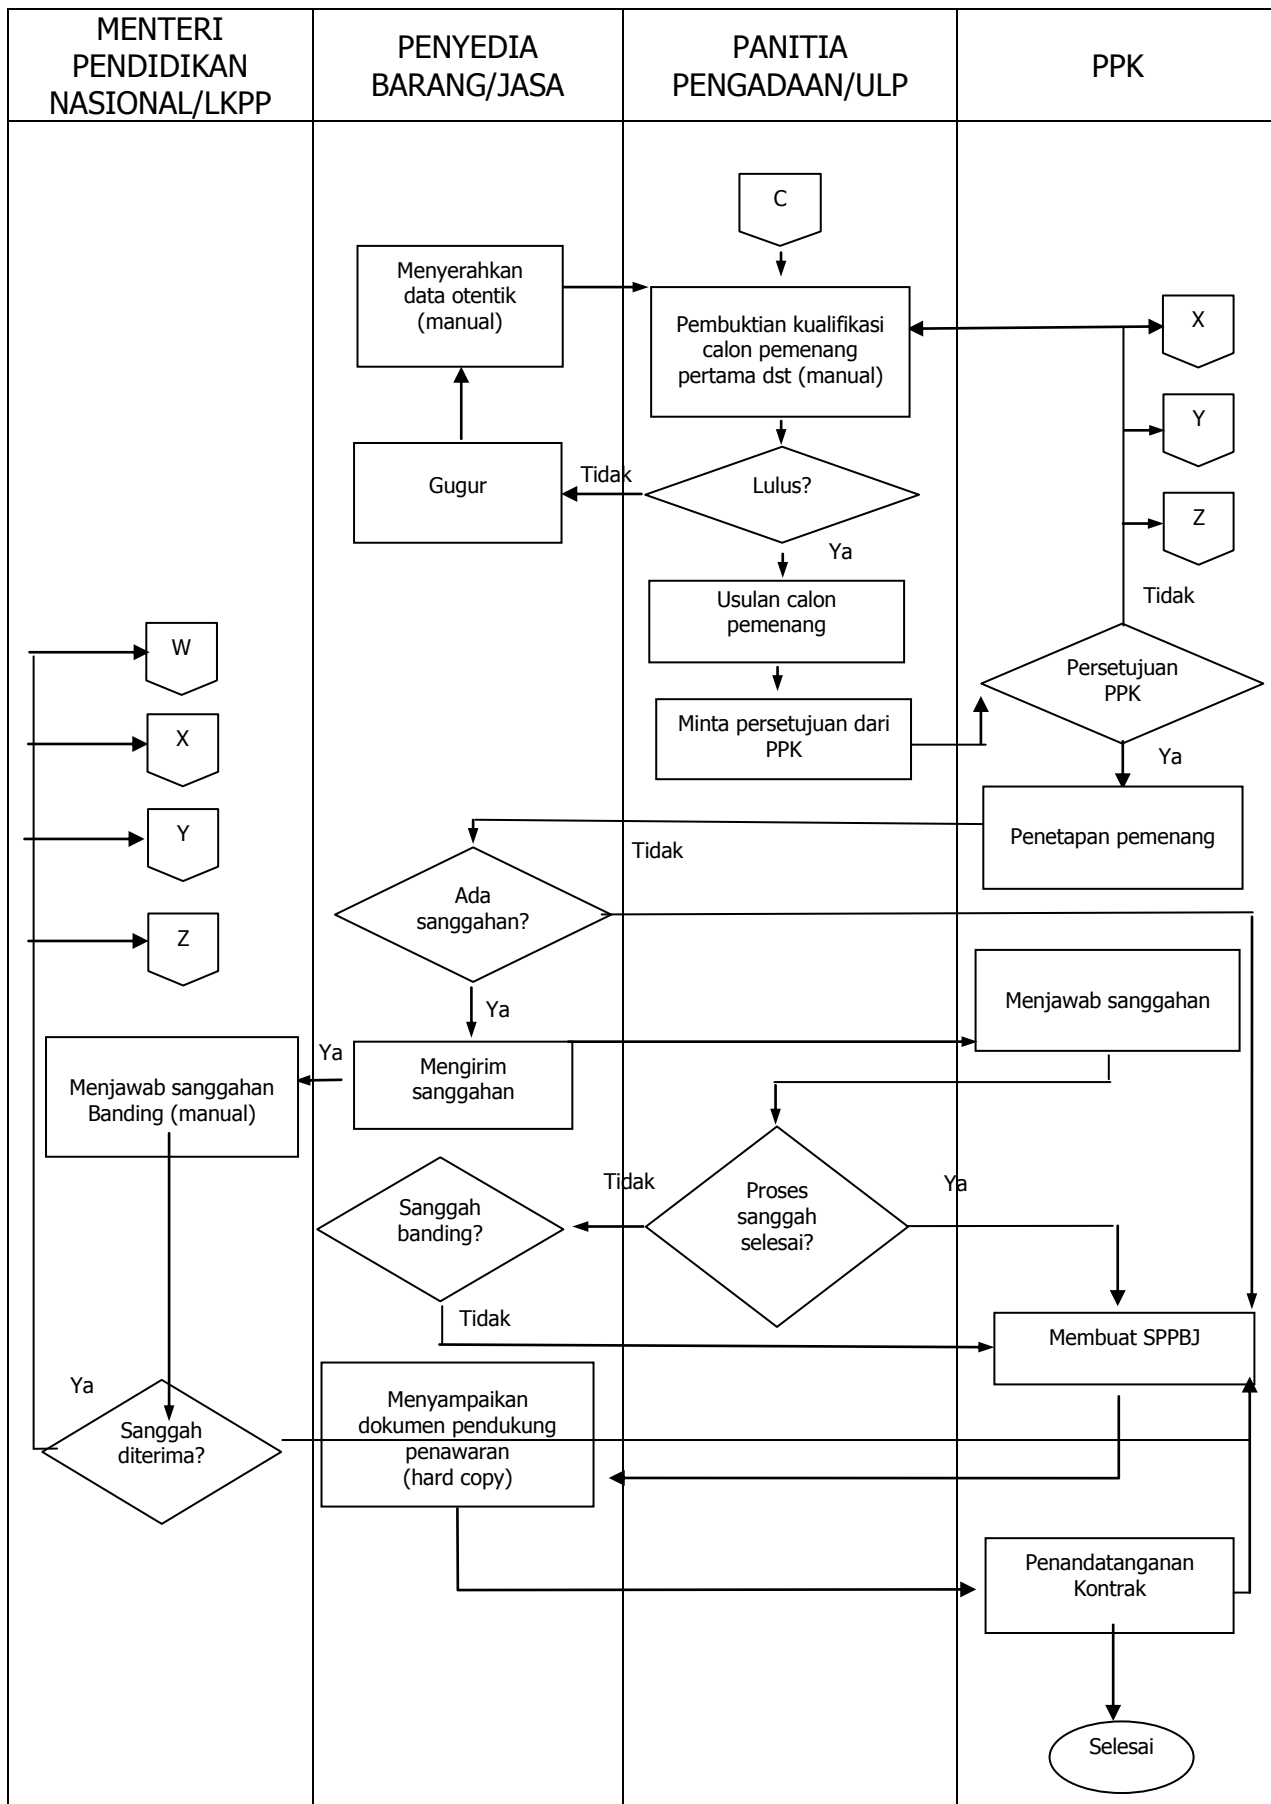 MENTERI
PENDIDIKAN
NASIONAL/LKPP
PENYEDIA
BARANG/JASA
PANITIA
PENGADAAN/ULP
PPK
C
Menyerahkan
data otentik
(manual)
Pembuktian kualifikasi
calon pemenang
pertama dst (manual)
X
Y
Gugur
Tidak
Lulus?
Z
Ya
Usulan calon
pemenang
Tidak
W
Persetujuan
PPK
X
Minta persetujuan dari
PPK
Ya
Y
Penetapan pemenang
Tidak
Ada
sanggahan?
Z
Menjawab sanggahan
Ya
Ya
Mengirim
sanggahan
Menjawab sanggahan
Banding (manual)
Sanggah
banding?
Tidak
Proses
sanggah
selesai?
Ya
Tidak
Membuat SPPBJ
Ya
Menyampaikan
dokumen pendukung
penawaran
(hard copy)
Sanggah
diterima?
Penandatanganan
Kontrak
Selesai